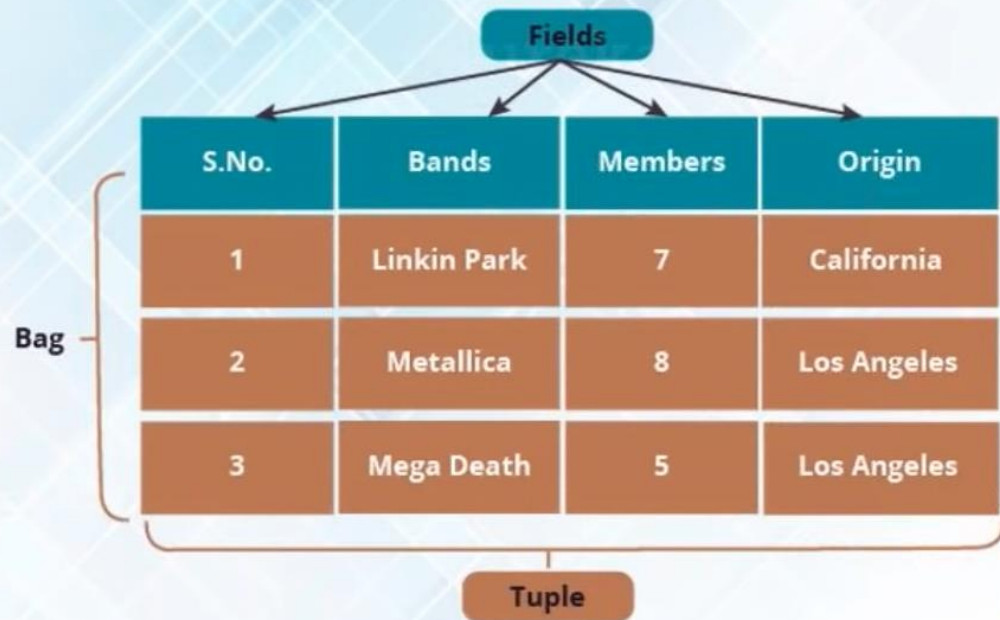 Fields
S.No. Bands Members Origin
1 Linkin Park 7 California
Bag
2 Metallica 8 Los Angeles
3 Mega Death 5 Los Angeles
Tuple